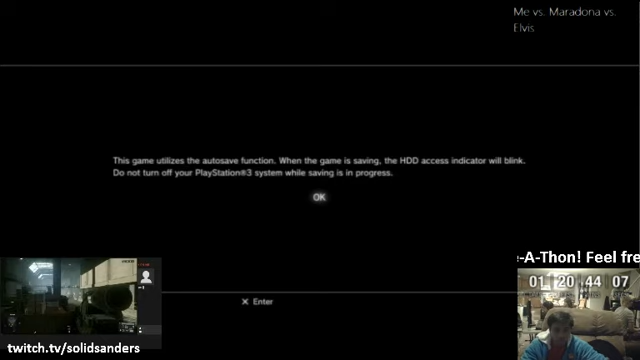 Me vs. Maradona vs.
Elvis
This game utilizes the autosave function. When the game is saving, the HDD access indicator will blink.
Do not turn off your PlayStation®3 system while saving is in progress.
OK
-A-Thon! Feel fre
01 20 44 07
✕ Enter
twitch.tv/solidsanders